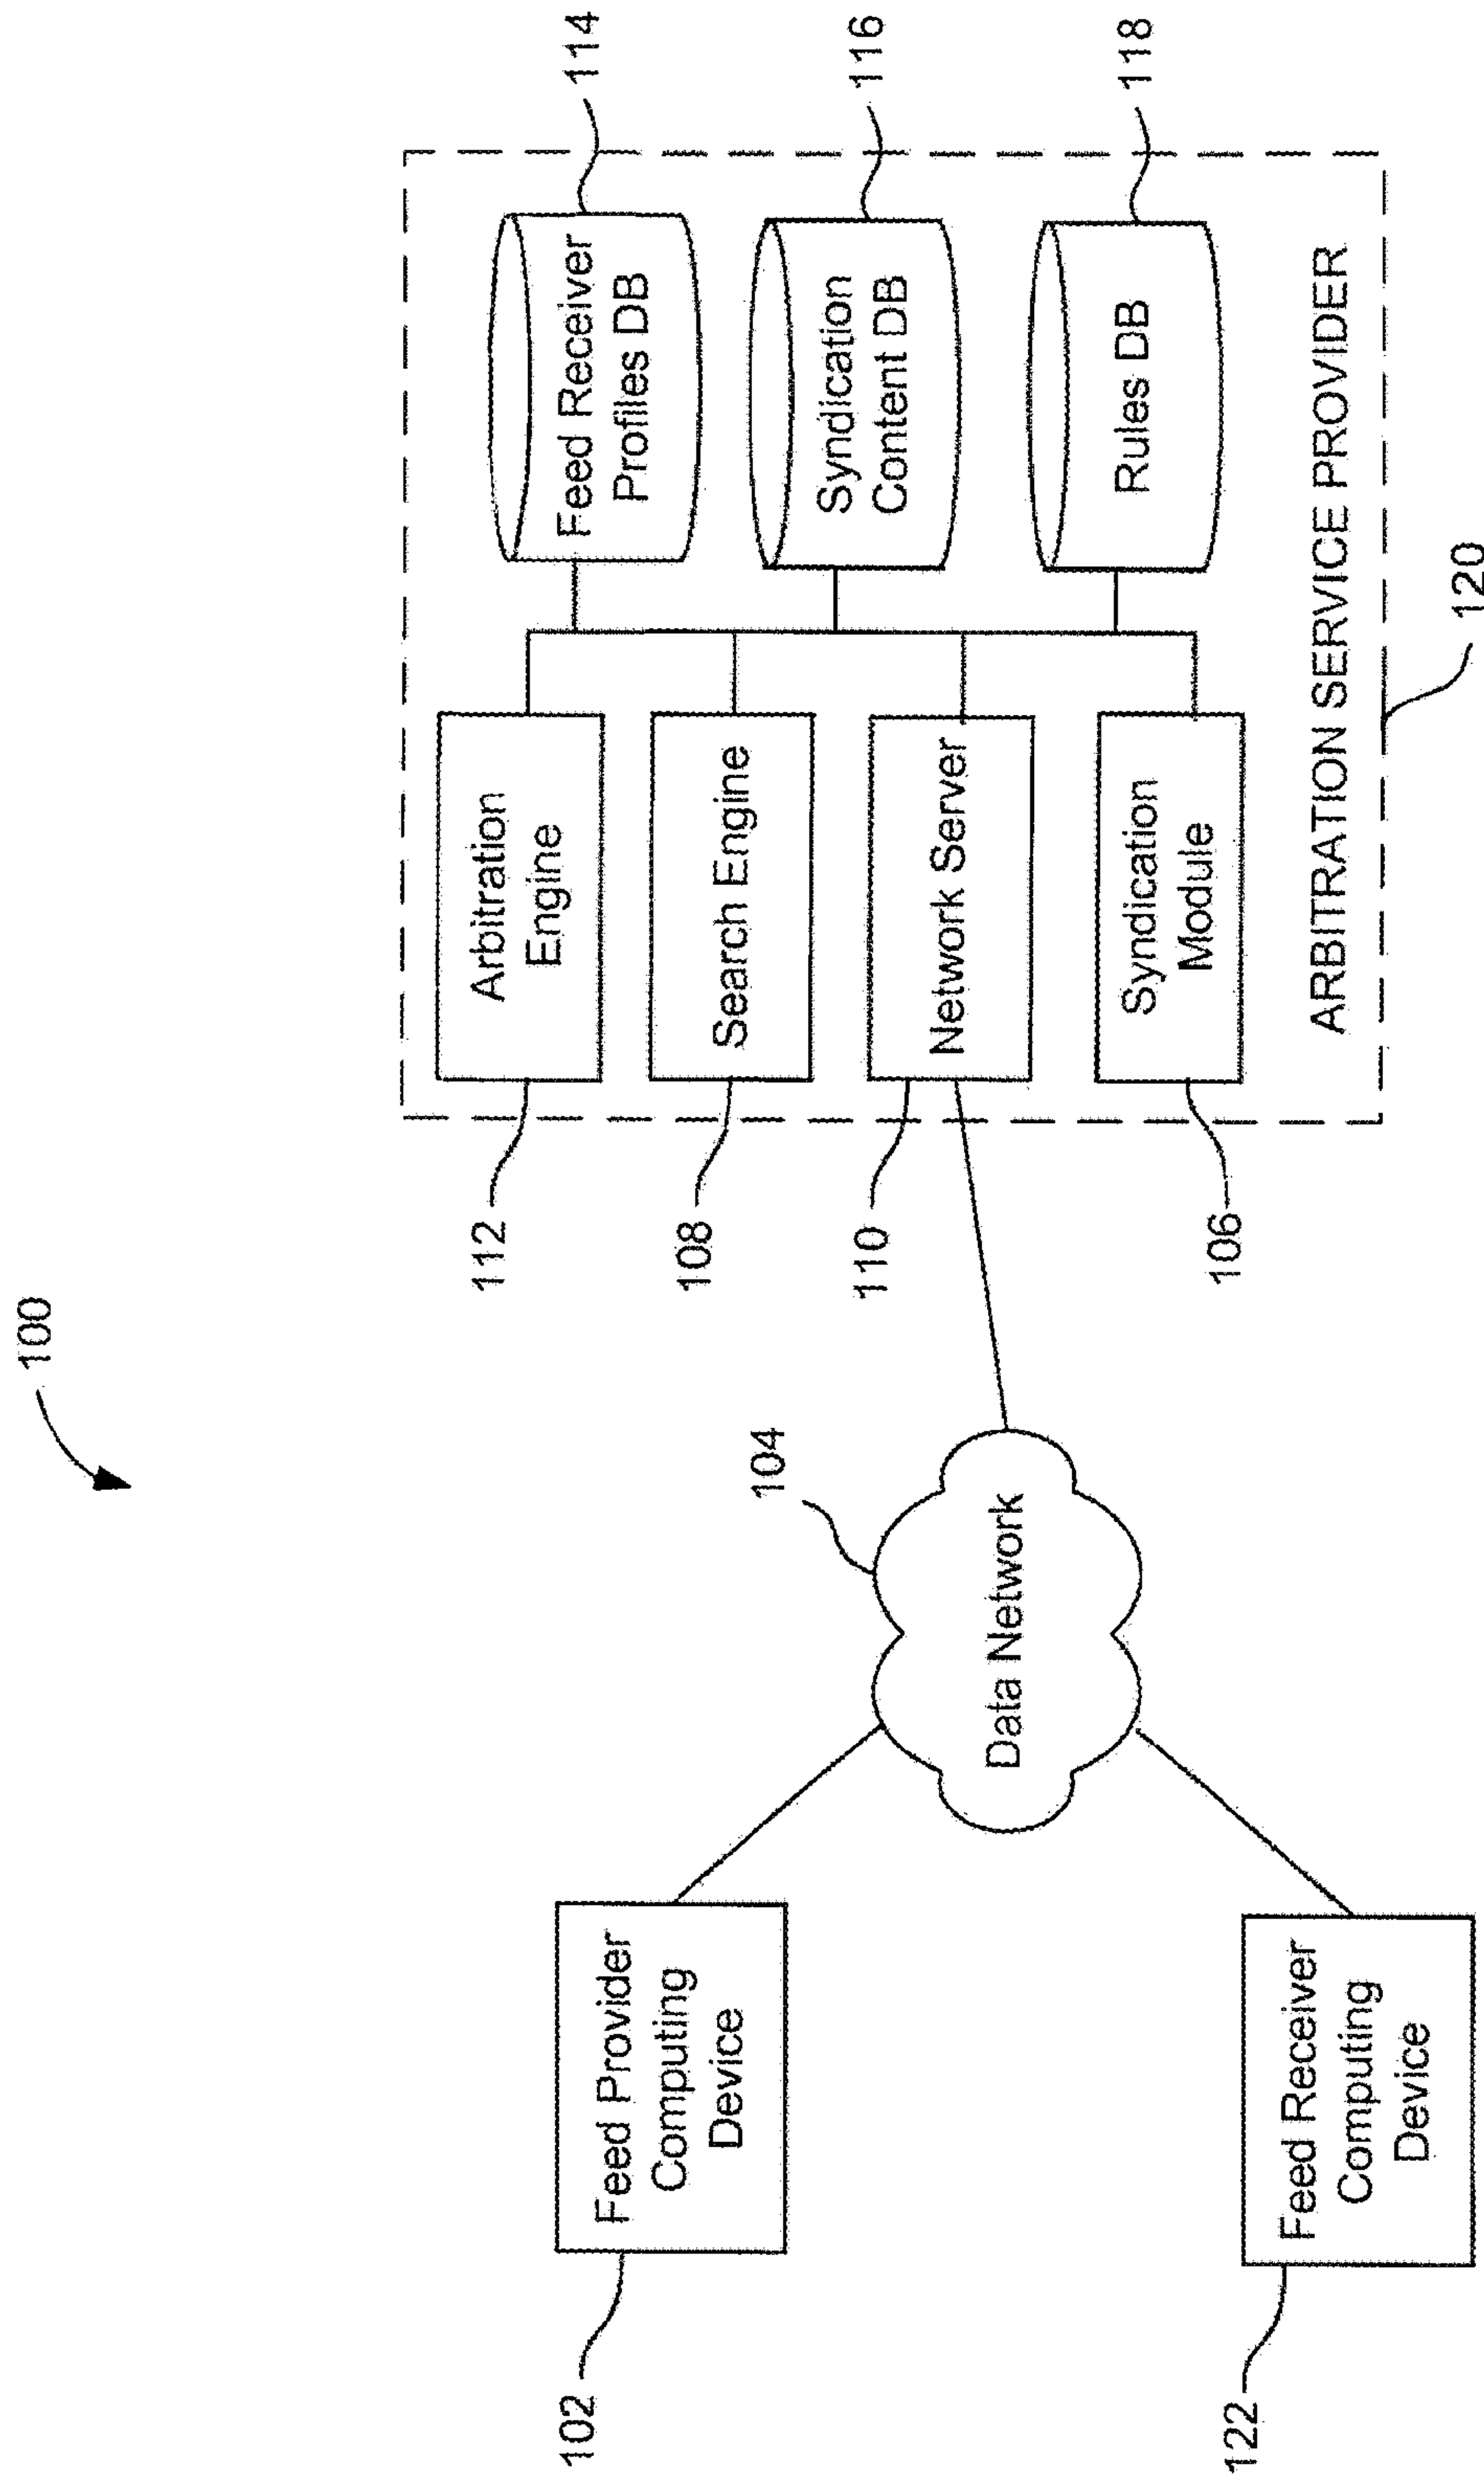 100
102
Feed Provider
Computing
Device
122
Feed Receiver
Computing
Device
104
Data Network
112
Arbitration
Engine
108
Search Engine
110
Network Server
106
Syndication
Module
Feed Receiver
Profiles DB
114
Syndication
Content DB
116
Rules DB
118
ARBITRATION SERVICE PROVIDER
120